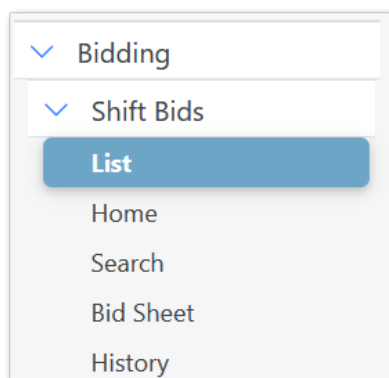 Bidding
Shift Bids
List
Home
Search
Bid Sheet
History